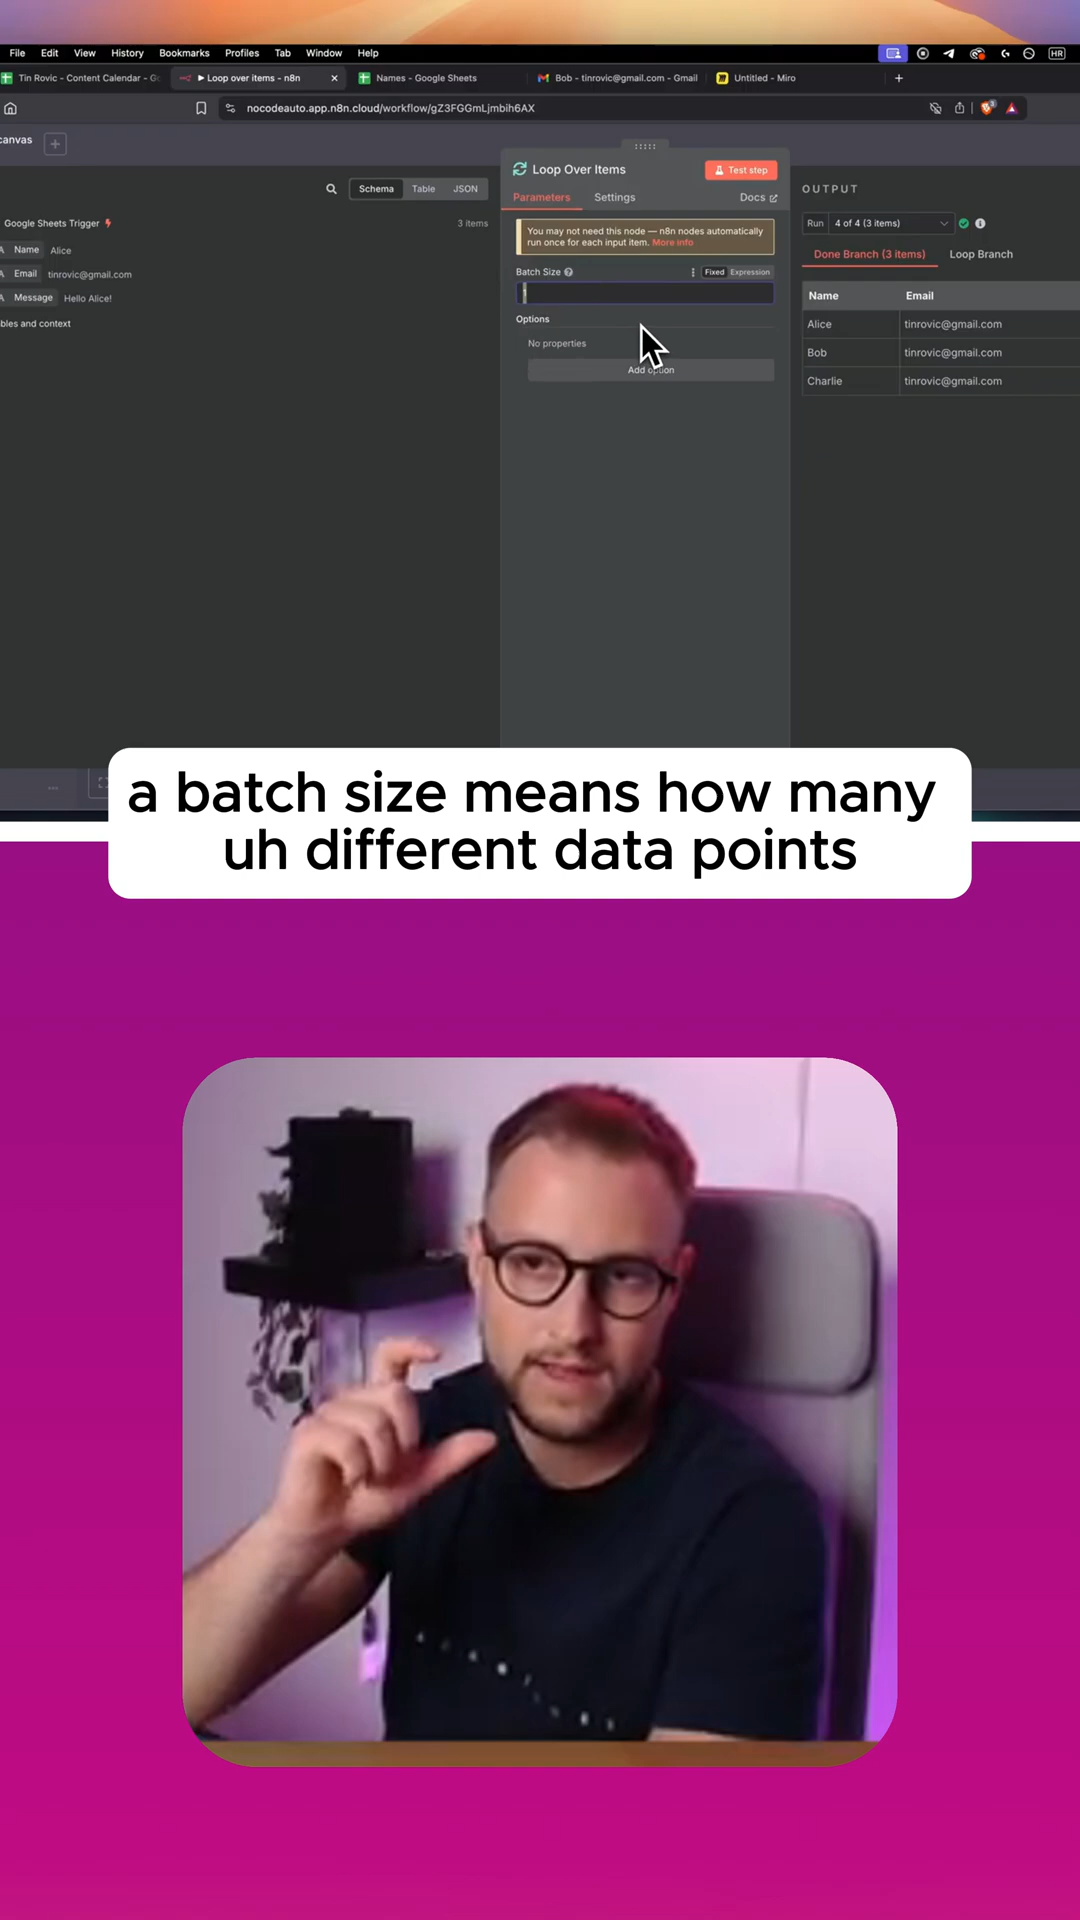 File Edit View History Bookmarks Profiles Tab Window Help HR
Tin Rovic - Content Calendar - Go
Loop over items - n8n
Names - Google Sheets
Bob - tinrovic@gmail.com - Gmail
Untitled - Miro
nocodeauto.app.n8n.cloud/workflow/gZ3FGGmLjmbih6AX
canvas
Schema Table JSON
Google Sheets Trigger 3 items
Name Alice
Email tinrovic@gmail.com
Message Hello Alice!
bles and context
Loop Over Items Test step
Parameters Settings Docs
You may not need this node — n8n nodes automatically
run once for each input item. More info
Batch Size Fixed Expression
1
Options
No properties
Add option
OUTPUT
Run 4 of 4 (3 items)
Done Branch (3 items) Loop Branch
Name Email
Alice tinrovic@gmail.com
Bob tinrovic@gmail.com
Charlie tinrovic@gmail.com
a batch size means how many
uh different data points